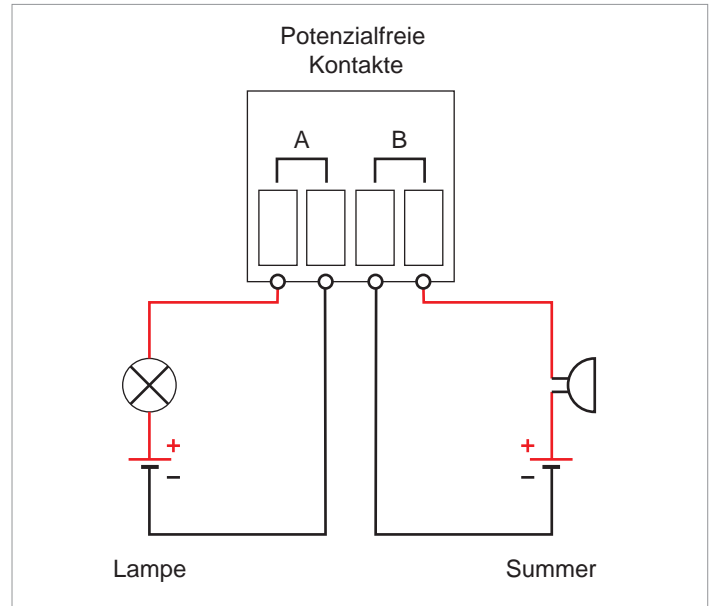 Potenzialfreie
Kontakte
A B
+
–
+
–
Lampe Summer